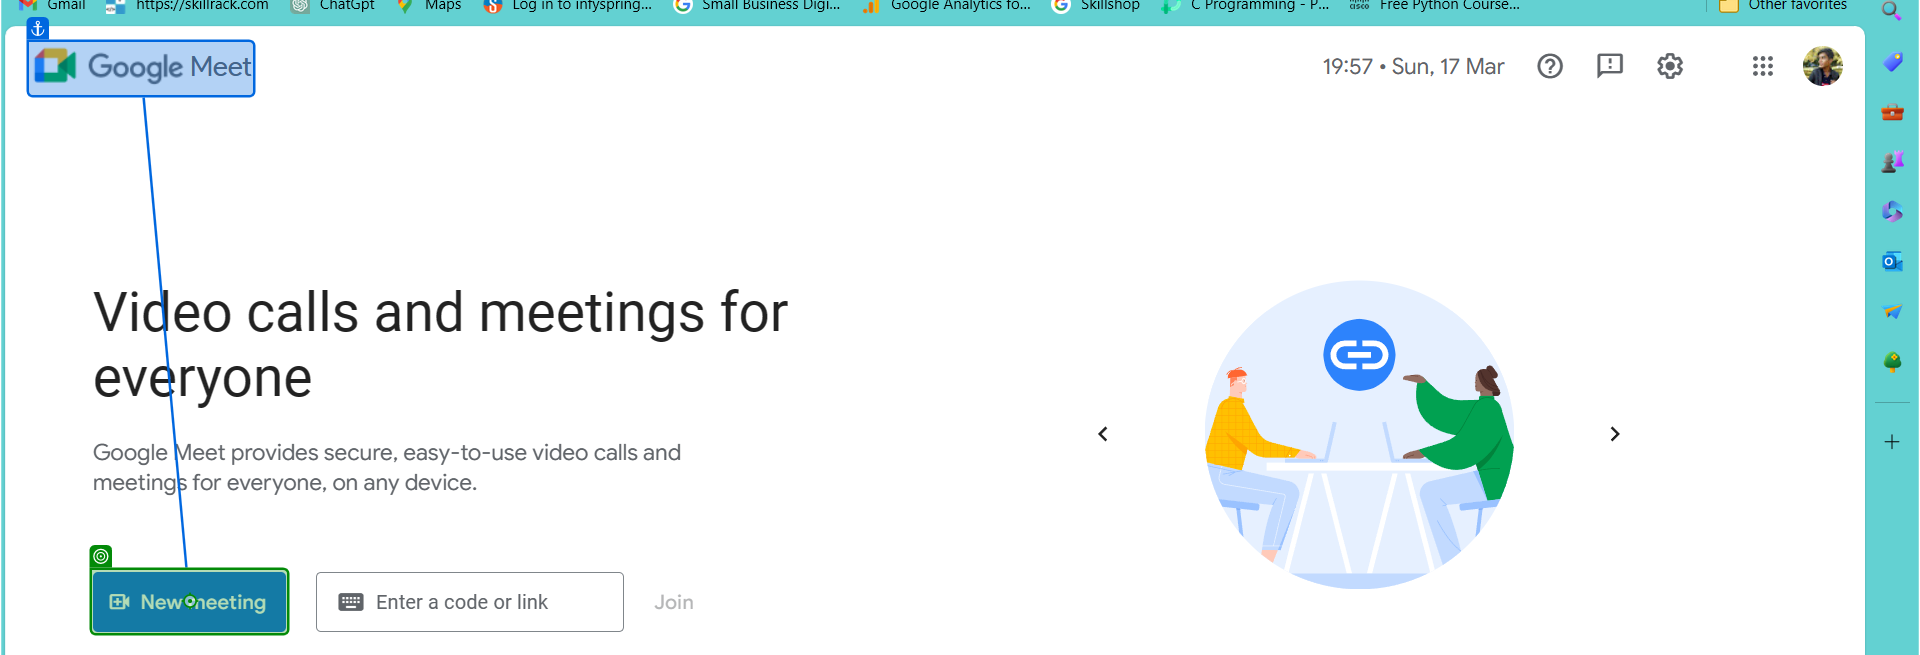 Gmail https://skillrack.com ChatGpt Maps Log in to infyspring... Small Business Digi... Google Analytics fo... Skillshop C Programming - P... Free Python Course... Other favorites
Google Meet
19:57 • Sun, 17 Mar
Video calls and meetings for
everyone
Google Meet provides secure, easy-to-use video calls and
meetings for everyone, on any device.
New meeting
Enter a code or link
Join